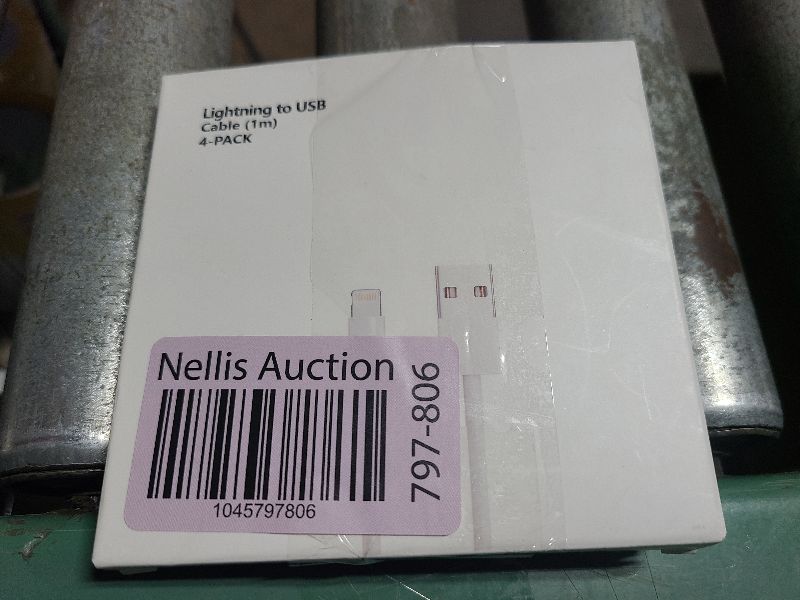 Lightning to USB
Cable (1m)
4-PACK
Nellis Auction
797-806
1045797806